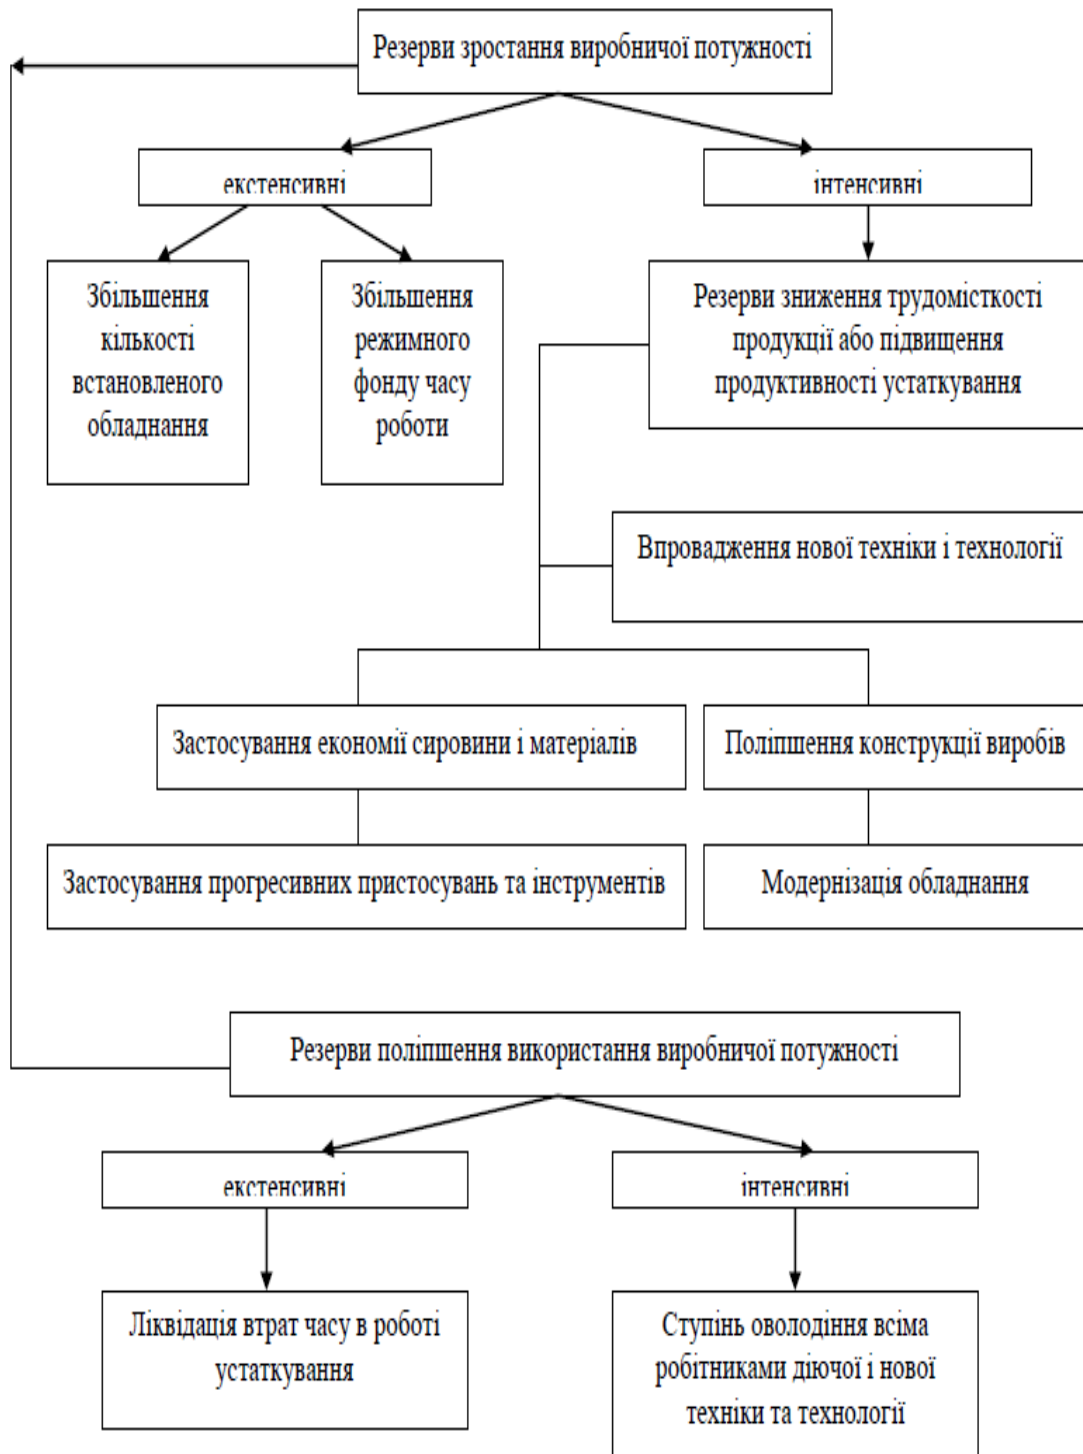 Резерви зростання виробничої потужності
екстенсивні
інтенсивні
Збільшення
кількості
встановленого
обладнання
Збільшення
режимного
фонду часу
роботи
Резерви зниження трудомісткості
продукції або підвищення
продуктивності устаткування
Впровадження нової техніки і технології
Застосування економії сировини і матеріалів
Поліпшення конструкції виробів
Застосування прогресивних пристосувань та інструментів
Модернізація обладнання
Резерви поліпшення використання виробничої потужності
екстенсивні
інтенсивні
Ліквідація втрат часу в роботі
устаткування
Ступінь оволодіння всіма
робітниками діючої і нової
техніки та технології